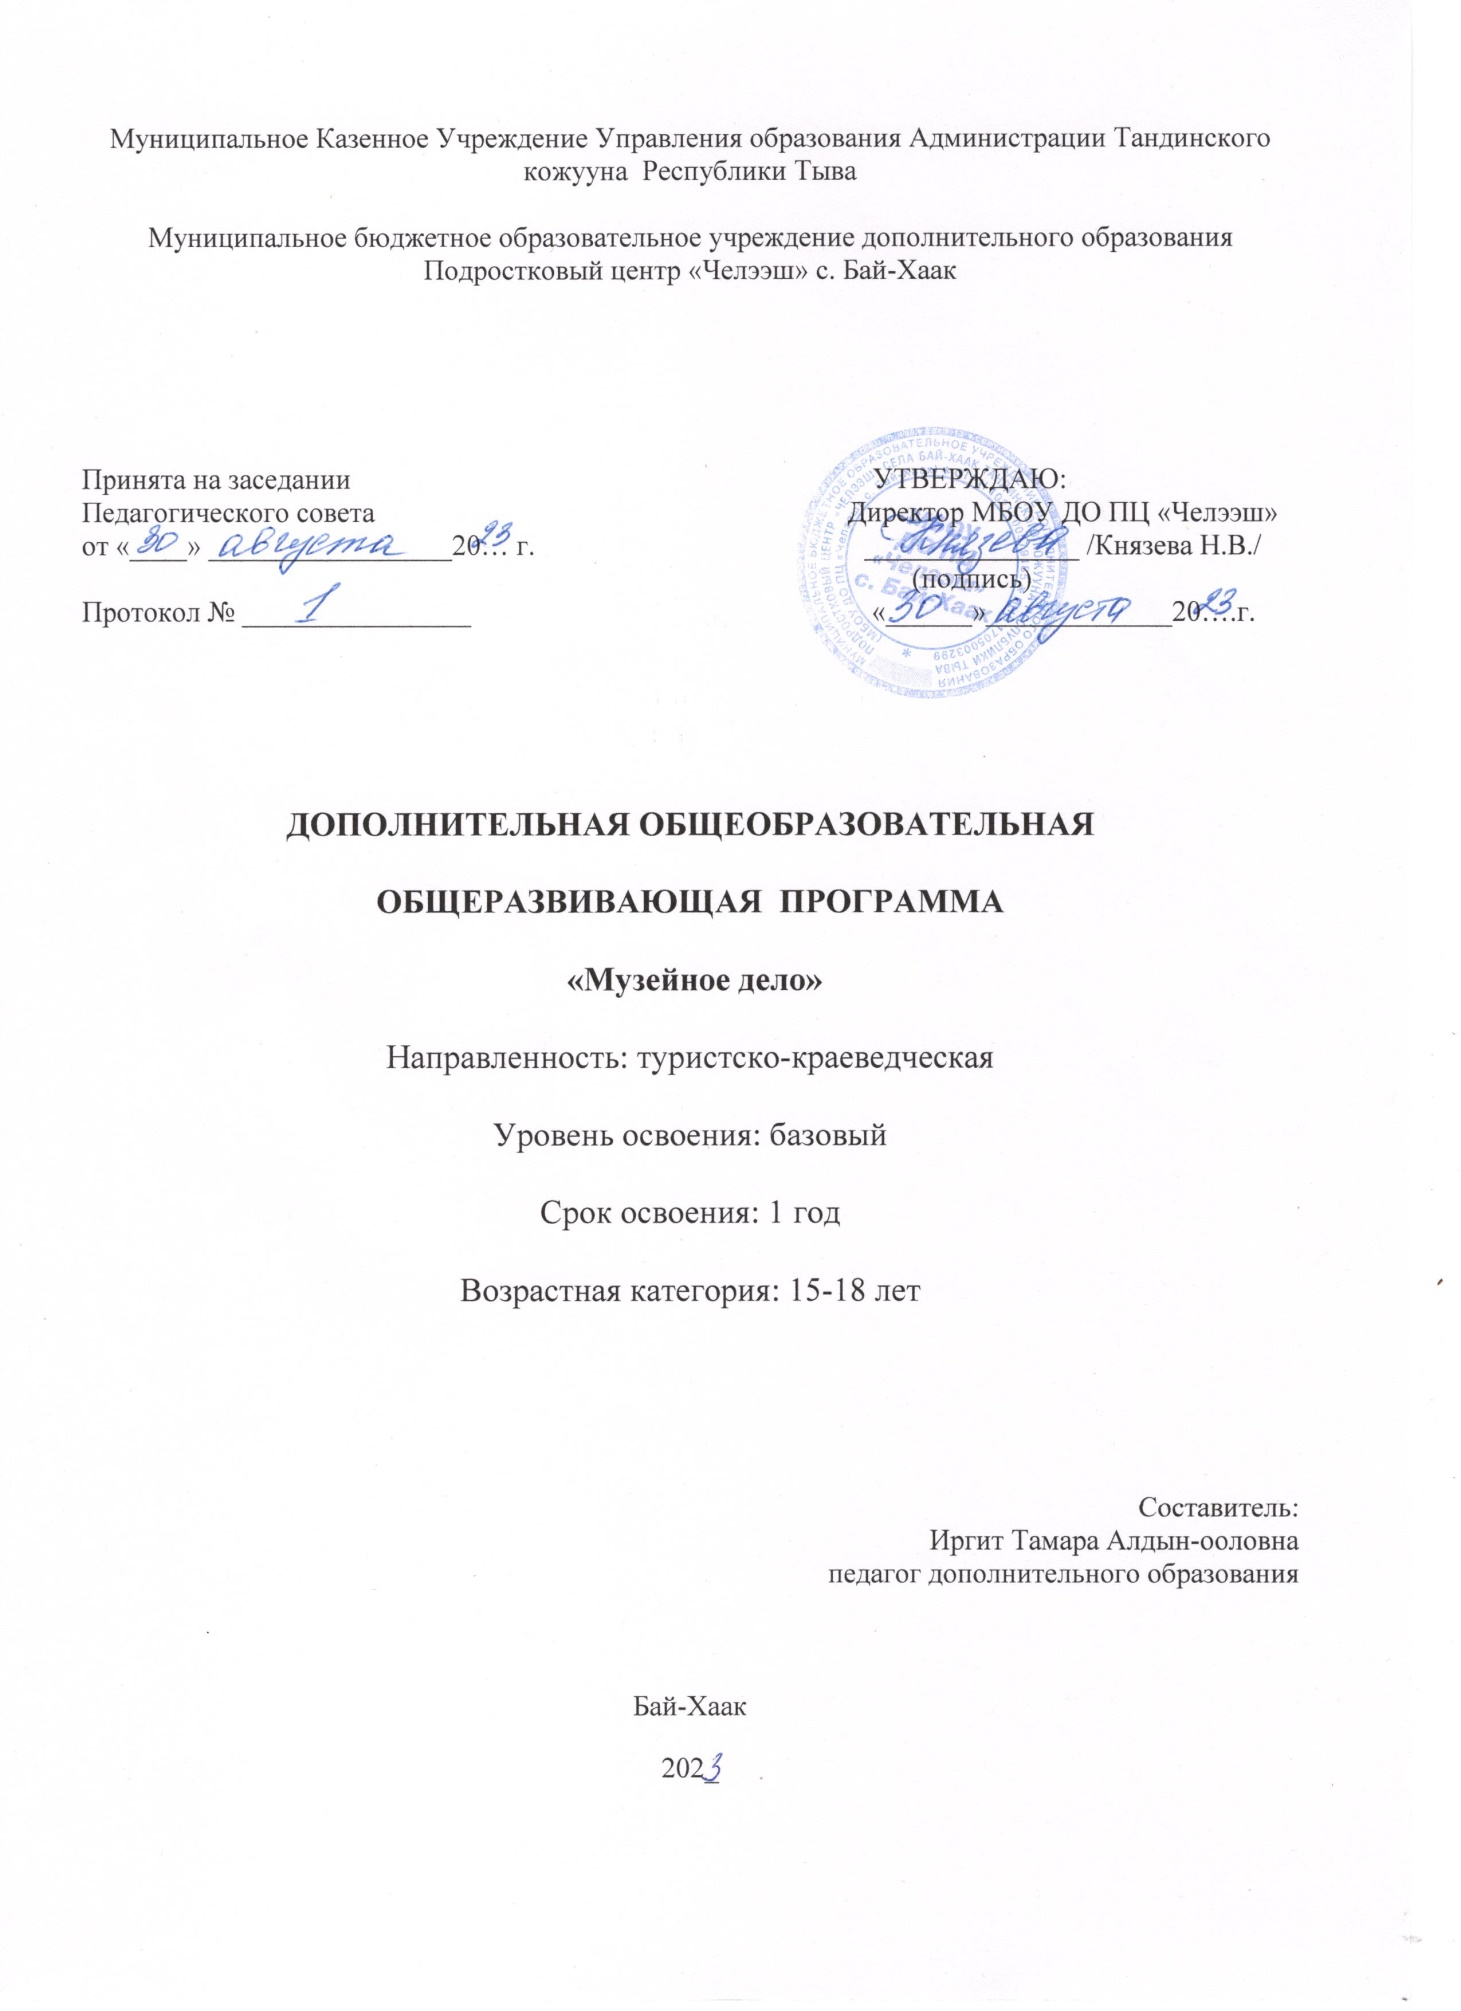 Муниципальное Казенное Учреждение Управления образования Администрации Тандинского
кожууна Республики Тыва
Муниципальное бюджетное образовательное учреждение дополнительного образования
Подростковый центр «Челээш» с. Бай-Хаак
Принята на заседании
Педагогического совета
от «30» августа 2023 г.
Протокол № 1
УТВЕРЖДАЮ:
Директор МБОУ ДО ПЦ «Челээш»
Князева /Князева Н.В./
(подпись)
«30» августа 2023 г.
«Челээш»
с. Бай-Хаак
ДОПОЛНИТЕЛЬНАЯ ОБЩЕОБРАЗОВАТЕЛЬНАЯ
ОБЩЕРАЗВИВАЮЩАЯ ПРОГРАММА
«Музейное дело»
Направленность: туристско-краеведческая
Уровень освоения: базовый
Срок освоения: 1 год
Возрастная категория: 15-18 лет
Составитель:
Иргит Тамара Алдын-ооловна
педагог дополнительного образования
Бай-Хаак
2023